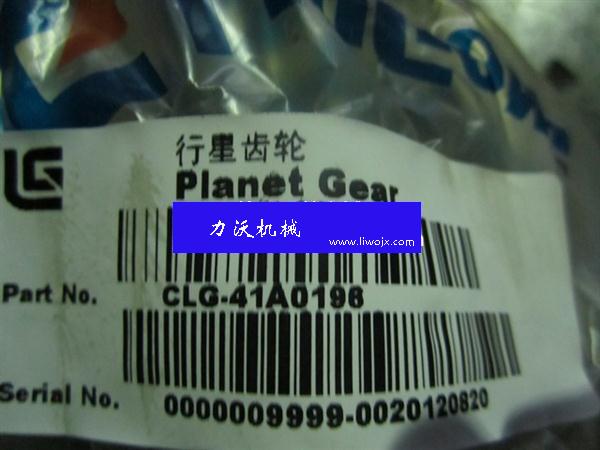 行星齿轮
Planet Gear
力沃机械
www.liwojx.com
Part No. CLG-41A0196
Serial No. 0000009999-0020120820